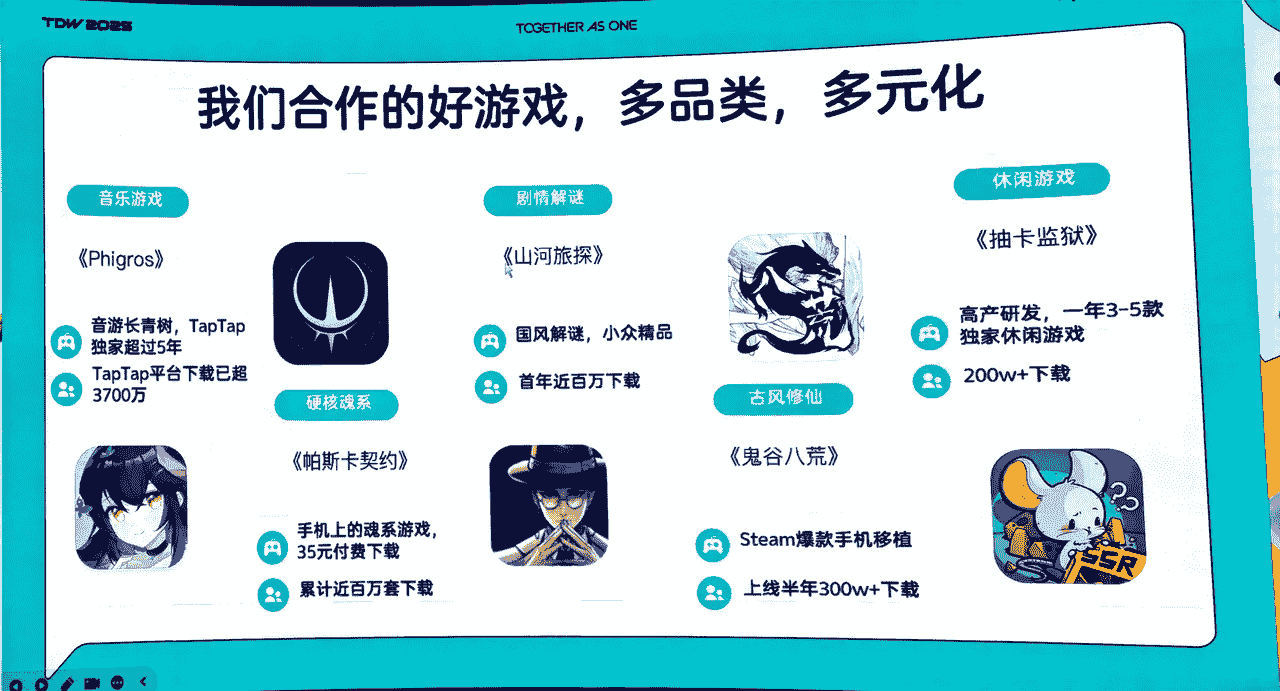 TDW 2025
TOGETHER AS ONE
我们合作的好游戏，多品类，多元化
音乐游戏
《Phigros》
音游长青树，TapTap
独家超过5年
TapTap平台下载已超
3700万
硬核魂系
《帕斯卡契约》
手机上的魂系游戏，
35元付费下载
累计近百万套下载
剧情解谜
《山河旅探》
国风解谜，小众精品
首年近百万下载
古风修仙
《鬼谷八荒》
Steam爆款手机移植
上线半年300w+下载
休闲游戏
《抽卡监狱》
高产研发，一年3-5款
独家休闲游戏
200w+下载
??
SSR